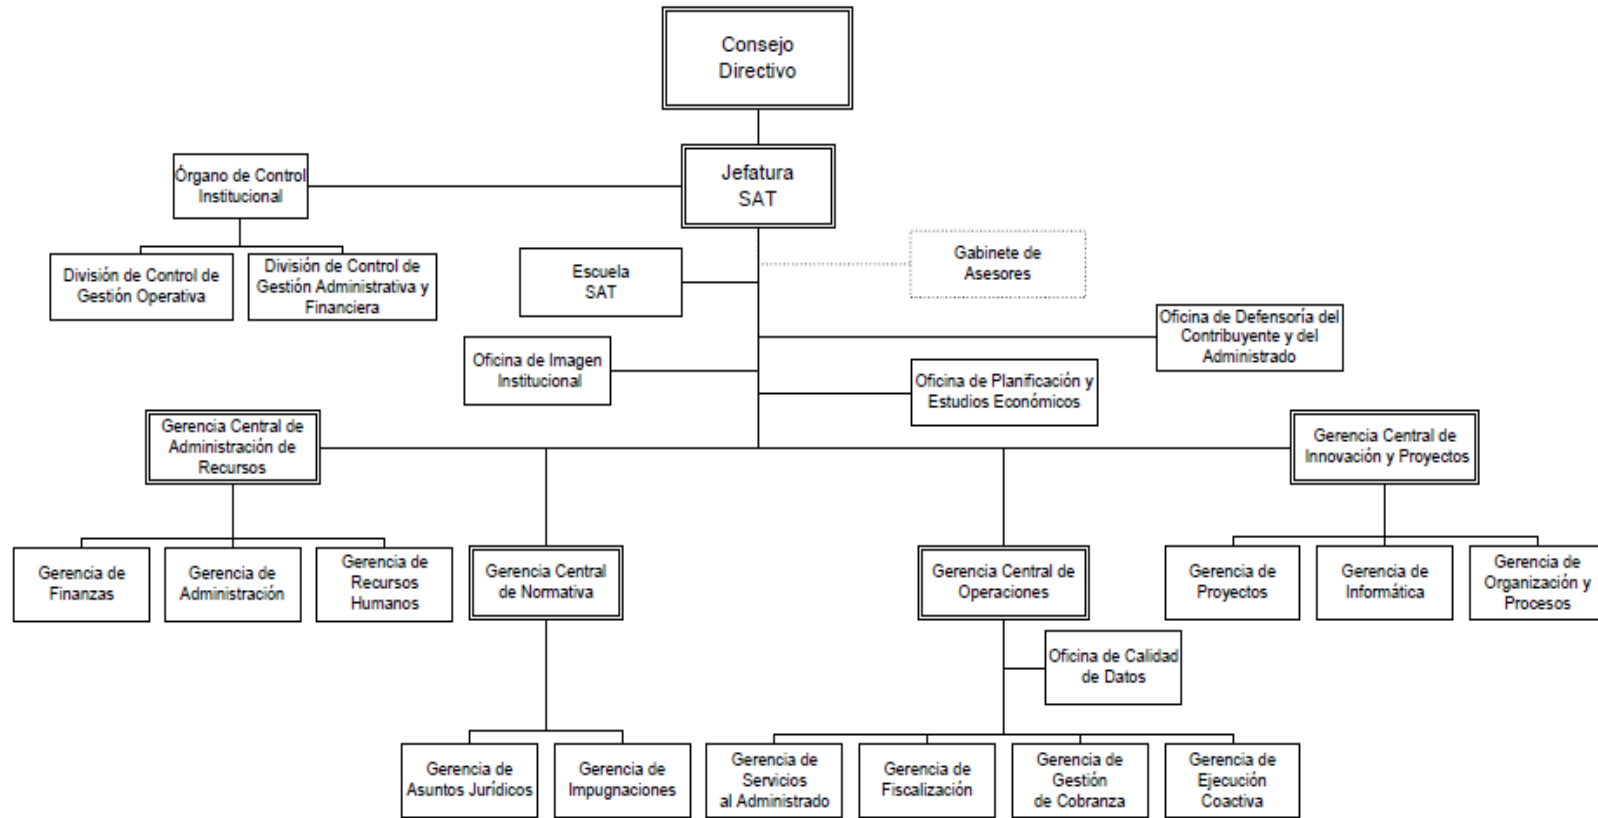 Consejo
Directivo
Jefatura
SAT
Órgano de Control
Institucional
División de Control de
Gestión Operativa
División de Control de
Gestión Administrativa y
Financiera
Escuela
SAT
Gabinete de
Asesores
Oficina de Defensoría del
Contribuyente y del
Administrado
Oficina de Imagen
Institucional
Oficina de Planificación y
Estudios Económicos
Gerencia Central de
Administración de
Recursos
Gerencia Central de
Innovación y Proyectos
Gerencia de
Finanzas
Gerencia de
Administración
Gerencia de
Recursos
Humanos
Gerencia Central
de Normativa
Gerencia Central de
Operaciones
Gerencia de
Proyectos
Gerencia de
Informática
Gerencia de
Organización y
Procesos
Oficina de Calidad
de Datos
Gerencia de
Asuntos Jurídicos
Gerencia de
Impugnaciones
Gerencia de
Servicios
al Administrado
Gerencia de
Fiscalización
Gerencia de
Gestión
de Cobranza
Gerencia de
Ejecución
Coactiva